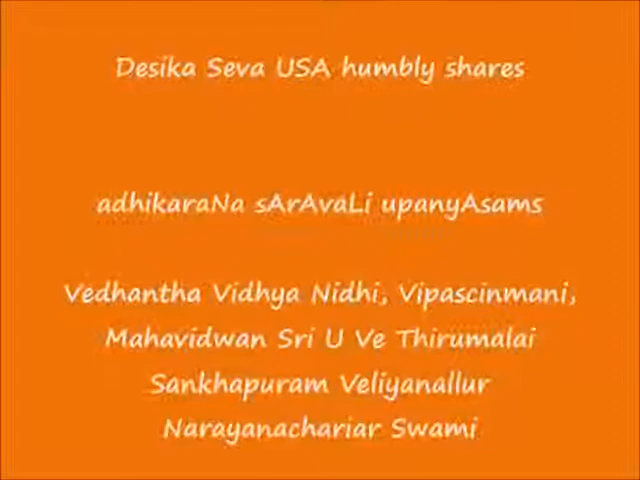 Desika Seva USA humbly shares
adhikaraNa sArAvaLi upanyAsams
Vedhantha Vidhya Nidhi, Vipascinmani,
Mahavidwan Sri U Ve Thirumalai
Sankhapuram Veliyanallur
Narayanachariar Swami